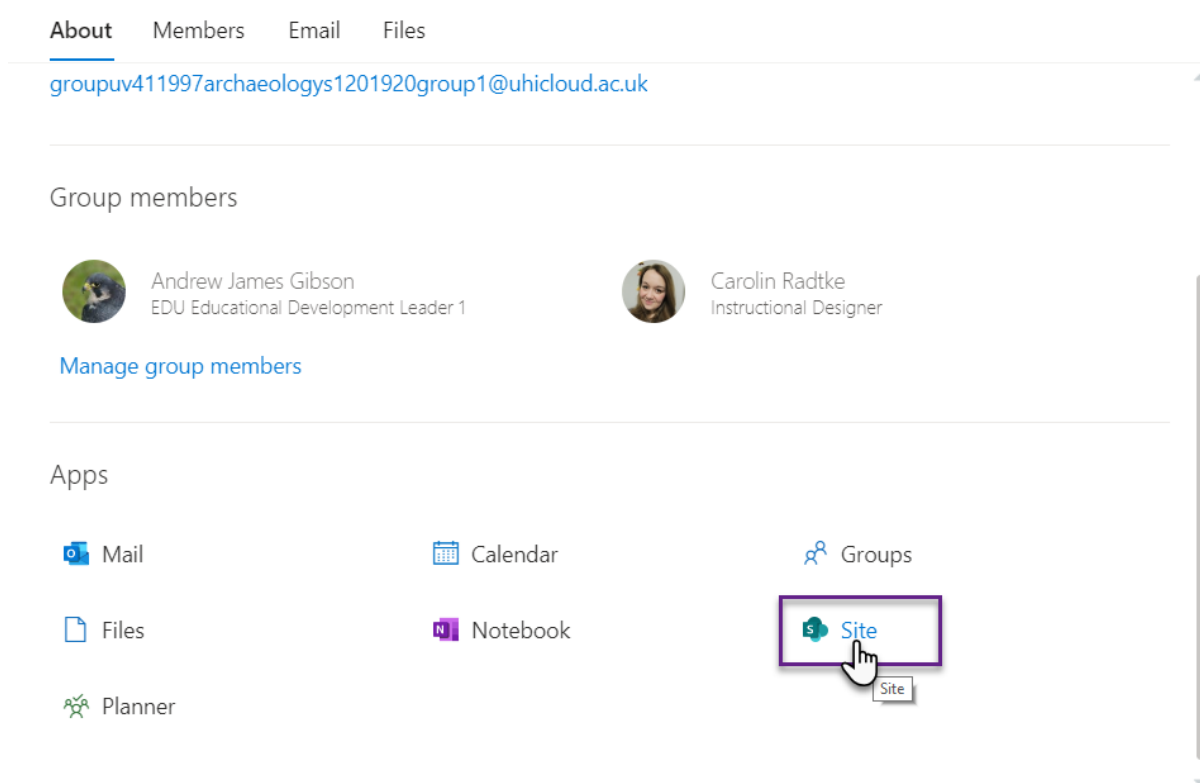 About Members Email Files
groupuv411997archaeologys1201920group1@uhicloud.ac.uk
Group members
Andrew James Gibson
EDU Educational Development Leader 1
Carolin Radtke
Instructional Designer
Manage group members
Apps
Mail
Calendar
Groups
Files
Notebook
Site
Site
Planner